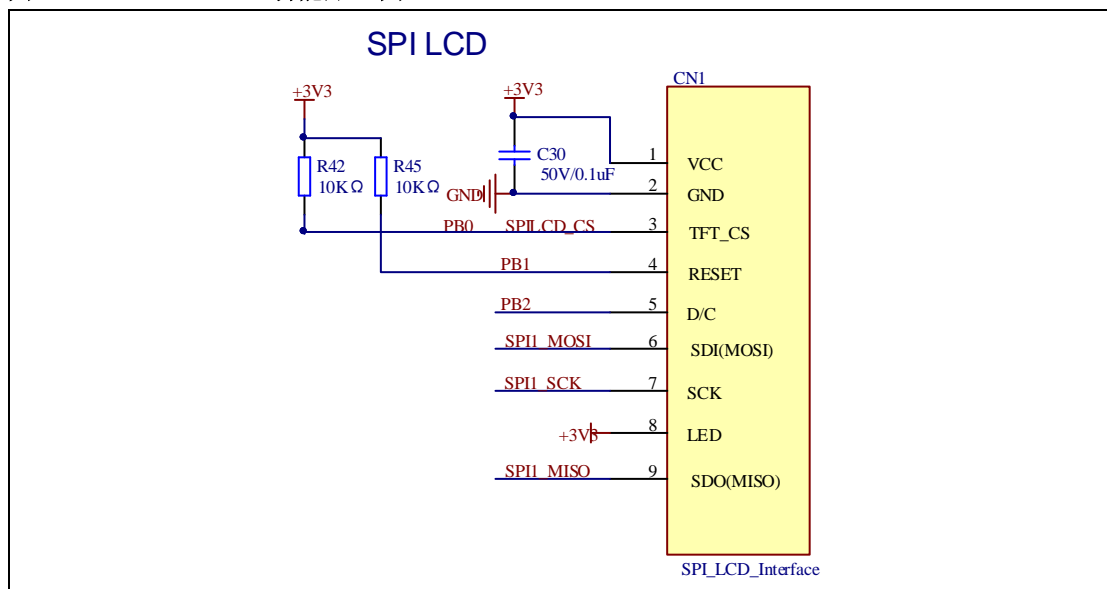 SPI LCD
CN1
+3V3
+3V3
R42
10KΩ
R45
10KΩ
C30
50V/0.1uF
GND
1
VCC
2
GND
PB0
SPILCD_CS
3
TFT_CS
PB1
4
RESET
PB2
5
D/C
SPI1_MOSI
6
SDI(MOSI)
SPI1_SCK
7
SCK
+3V3
8
LED
SPI1_MISO
9
SDO(MISO)
SPI_LCD_Interface